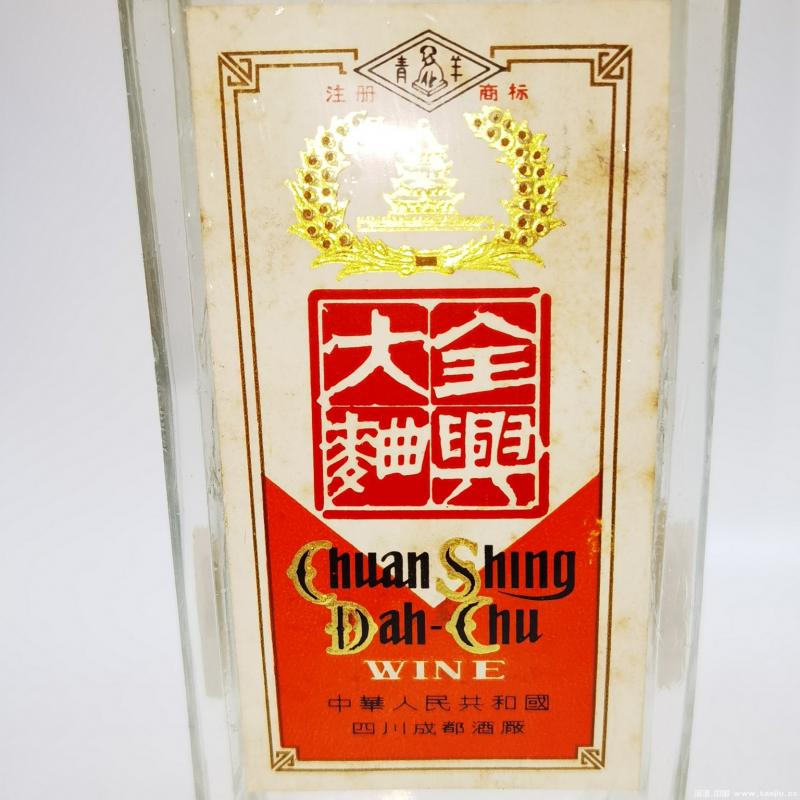 青羊
注册 商标
全興
大麯
Chuan Shing
Dah-Chu
WINE
中華人民共和國
四川成都酒厰